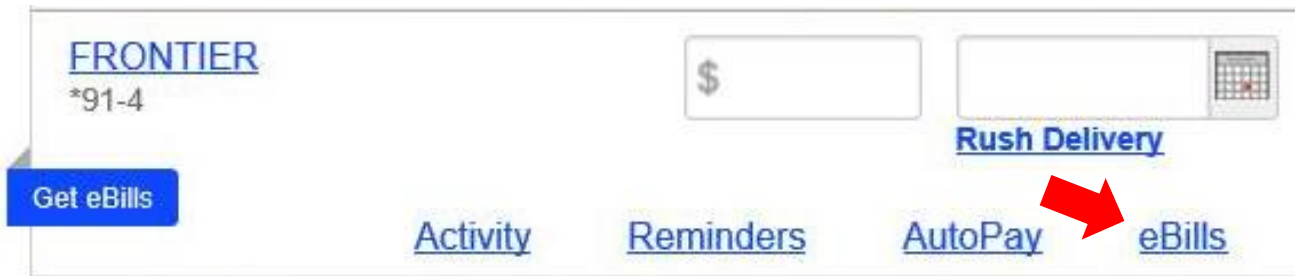 FRONTIER
*91-4
$
Rush Delivery
Get eBills
Activity Reminders AutoPay eBills